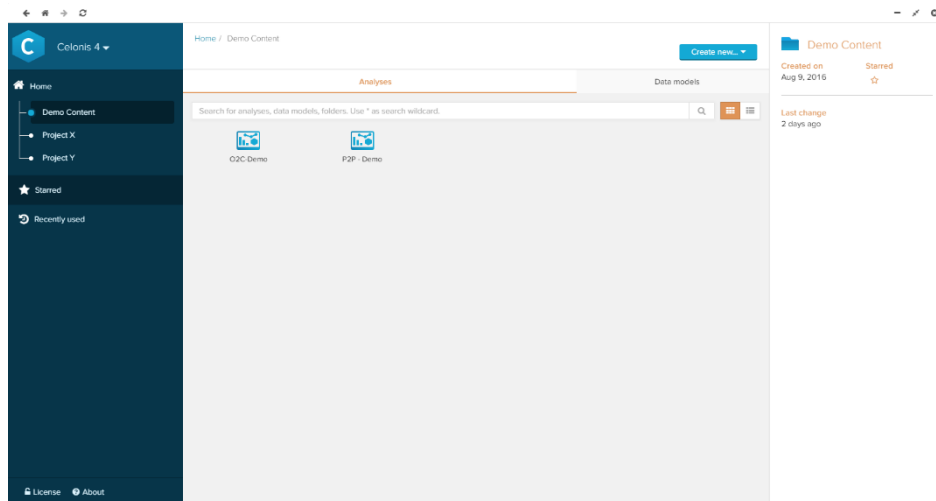 C
Celonis 4
Home
Demo Content
Project X
Project Y
Starred
Recently used
License
About
Home / Demo Content
Create new...
Analyses
Data models
Search for analyses, data models, folders. Use * as search wildcard.
O2C-Demo
P2P - Demo
Demo Content
Created on
Starred
Aug 9, 2016
Last change
2 days ago